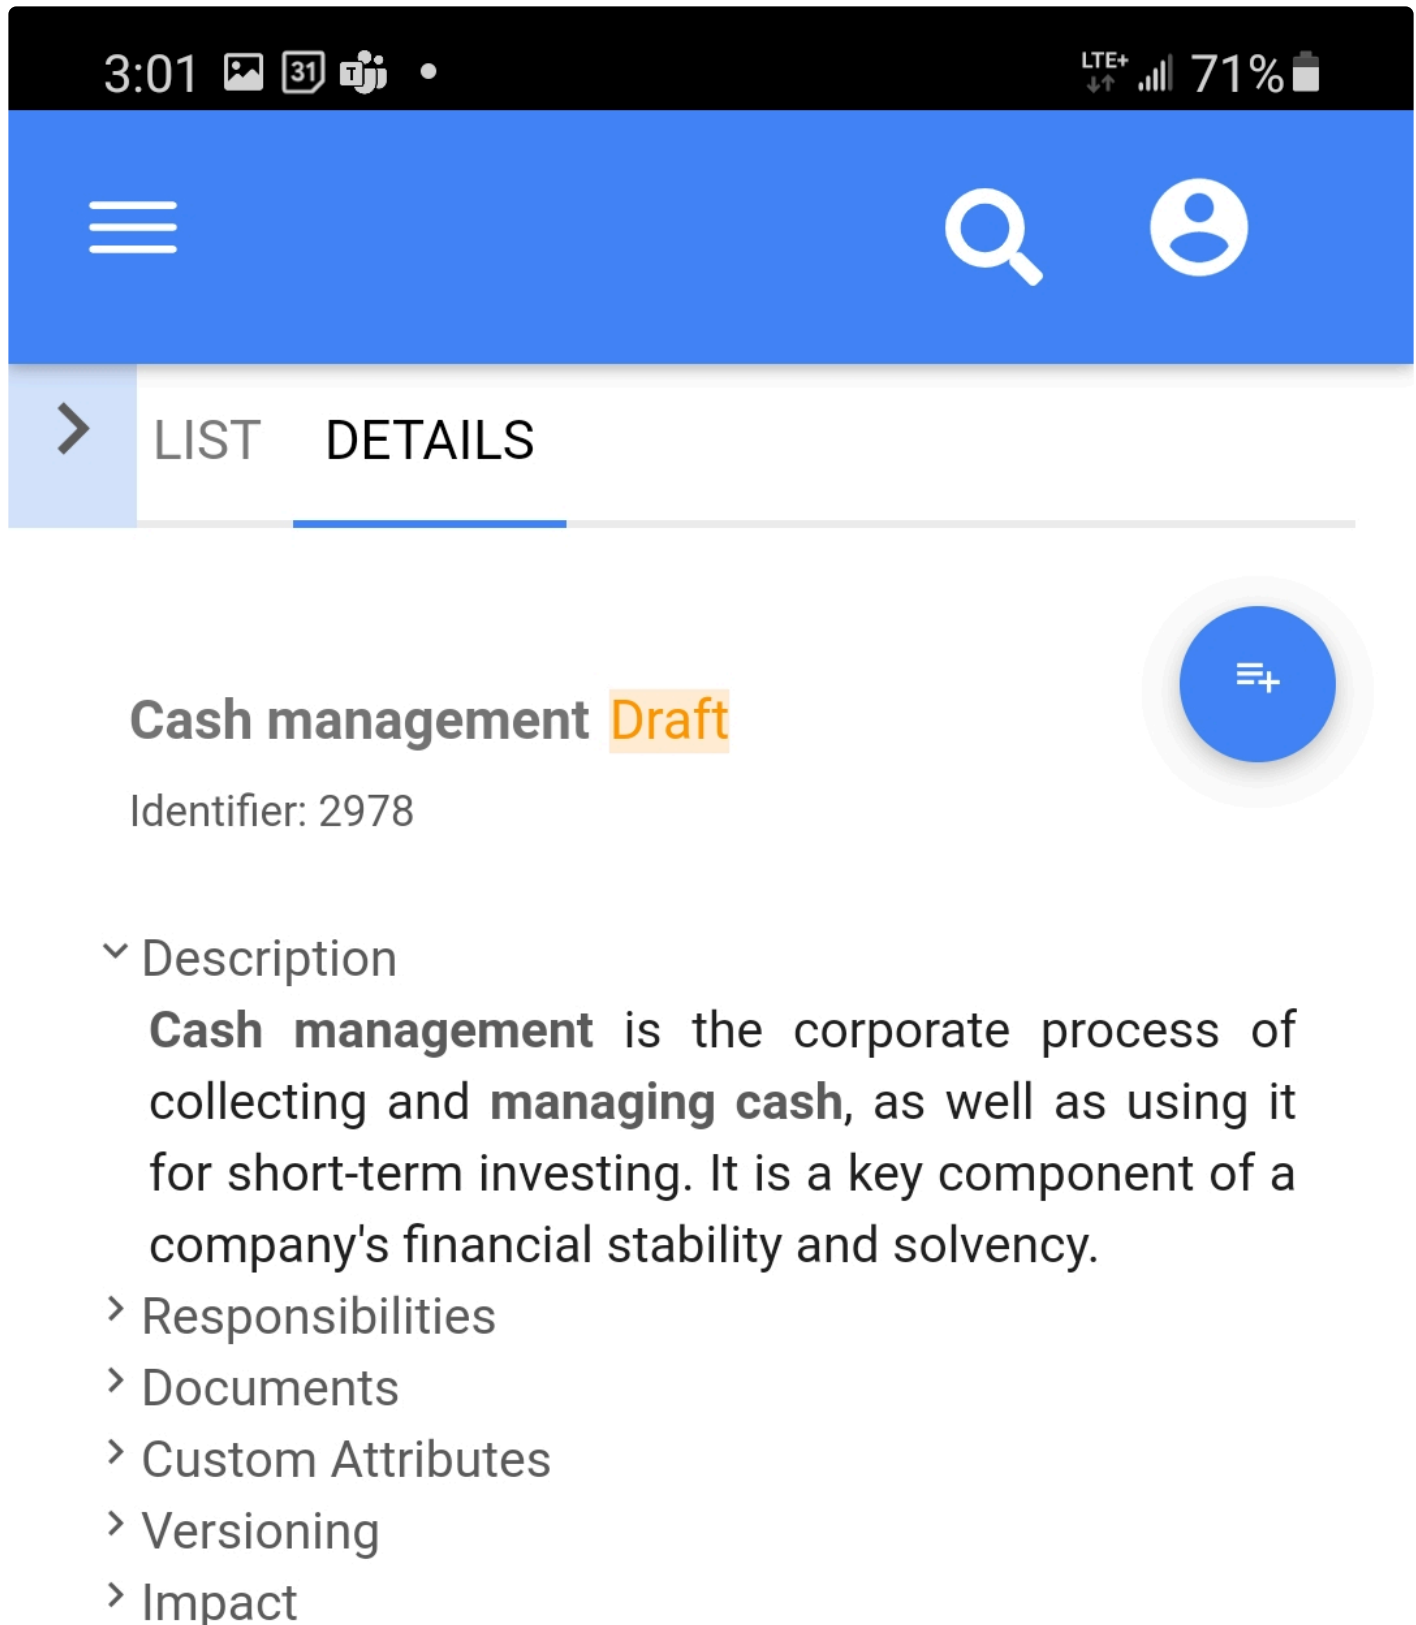 3:01 31 T LTE+ 71%
LIST DETAILS
Cash management Draft
Identifier: 2978
Description
Cash management is the corporate process of
collecting and managing cash, as well as using it
for short-term investing. It is a key component of a
company's financial stability and solvency.
Responsibilities
Documents
Custom Attributes
Versioning
Impact